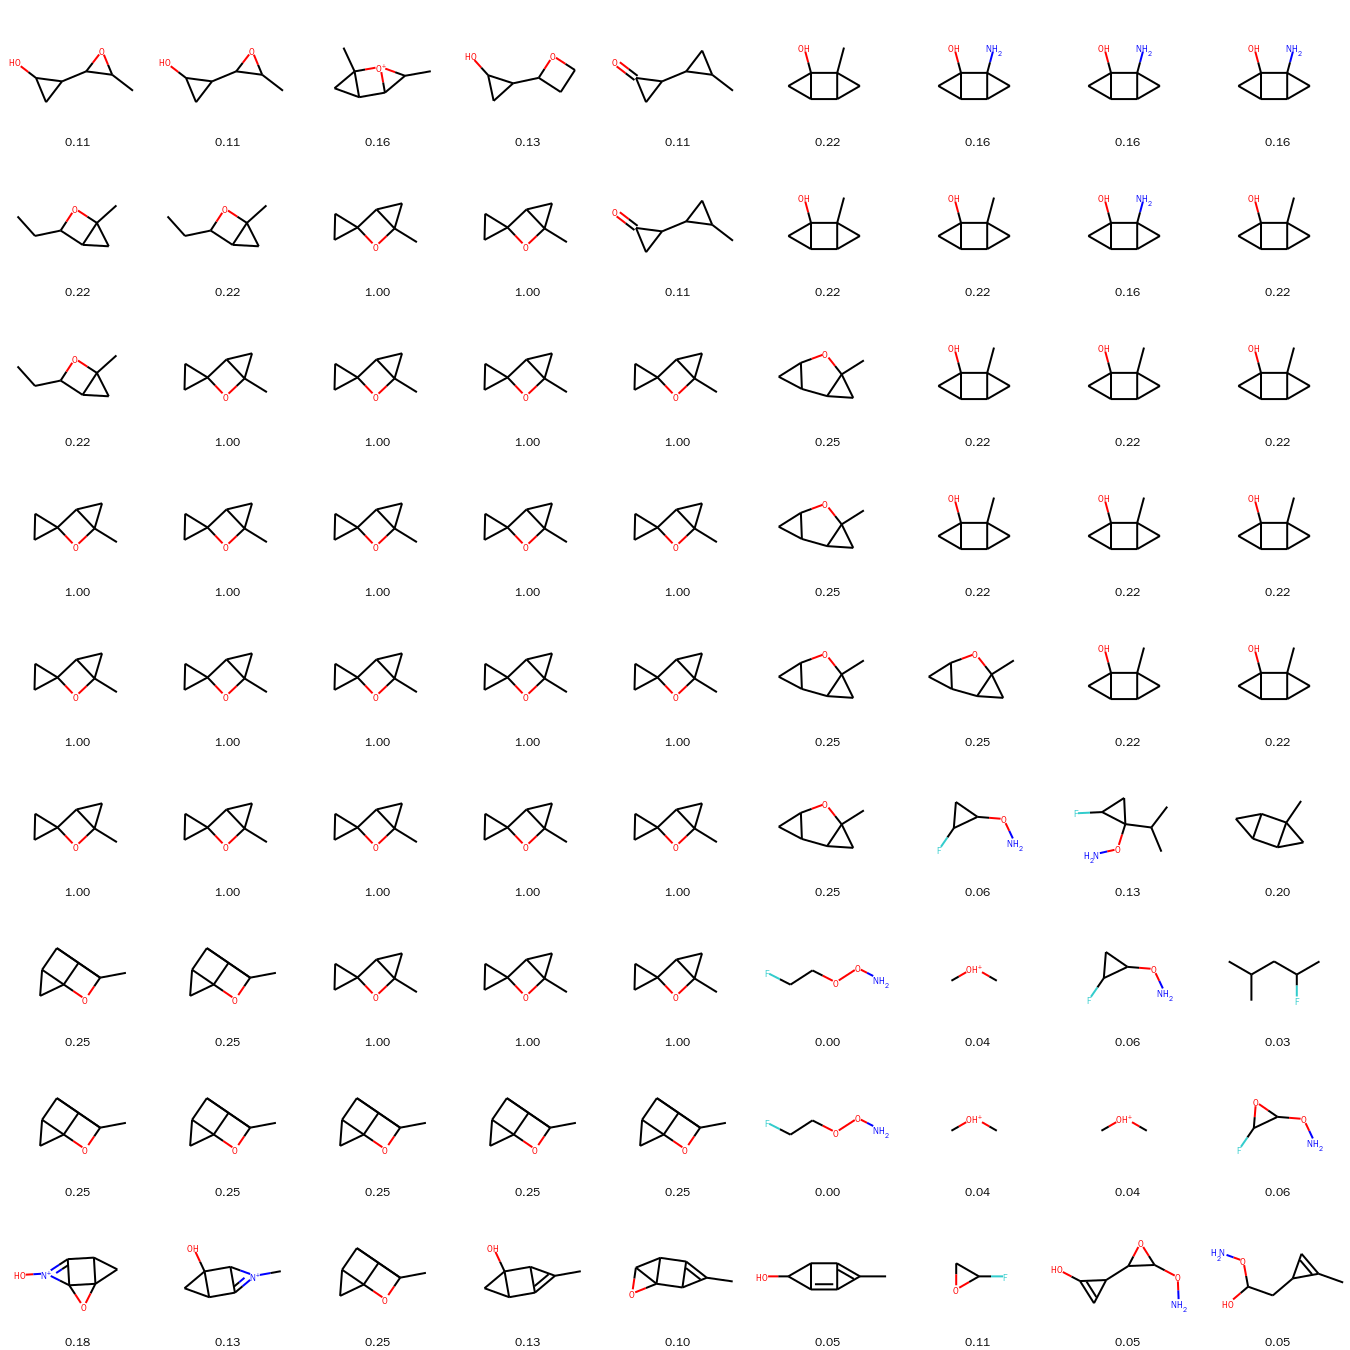 HO O HO O O+ HO O O OH OH NH2 OH NH2 OH NH2
0.11 0.11 0.16 0.13 0.11 0.22 0.16 0.16 0.16
O O O O O OH OH OH NH2 OH
0.22 0.22 1.00 1.00 0.11 0.22 0.22 0.16 0.22
O O O O O O OH OH OH
0.22 1.00 1.00 1.00 1.00 0.25 0.22 0.22 0.22
O O O O O O OH OH OH
1.00 1.00 1.00 1.00 1.00 0.25 0.22 0.22 0.22
O O O O O O O OH OH
1.00 1.00 1.00 1.00 1.00 0.25 0.25 0.22 0.22
O O O O O O F O NH2 F H2N O
1.00 1.00 1.00 1.00 1.00 0.25 0.06 0.13 0.20
O O O O O F O O NH2 OH+ F O NH2 F
0.25 0.25 1.00 1.00 1.00 0.00 0.04 0.06 0.03
O O O O O F O O NH2 OH+ OH+ O F O NH2
0.25 0.25 0.25 0.25 0.25 0.00 0.04 0.04 0.06
HO N+ O OH N+ O OH O HO O F HO O O NH2 H2N O HO
0.18 0.13 0.25 0.13 0.10 0.05 0.11 0.05 0.05